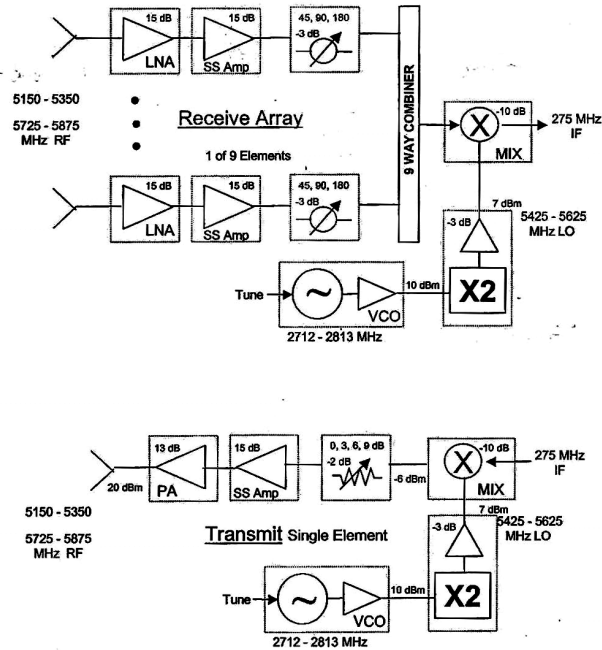 15 dB
LNA
15 dB
SS Amp
45, 90, 180
-3 dB
9 WAY COMBINER
5150 - 5350
5725 - 5875
MHz RF
Receive Array
1 of 9 Elements
-10 dB
X
MIX
275 MHz
IF
15 dB
LNA
15 dB
SS Amp
45, 90, 180
-3 dB
7 dBm
-3 dB
5425 - 5625
MHz LO
X2
Tune
10 dBm
VCO
2712 - 2813 MHz
13 dB
PA
20 dBm
15 dB
SS Amp
0, 3, 6, 9 dB
-2 dB
-6 dBm
-10 dB
X
MIX
275 MHz
IF
5150 - 5350
5725 - 5875
MHz RF
Transmit Single Element
7 dBm
-3 dB
5425 - 5625
MHz LO
X2
Tune
10 dBm
VCO
2712 - 2813 MHz